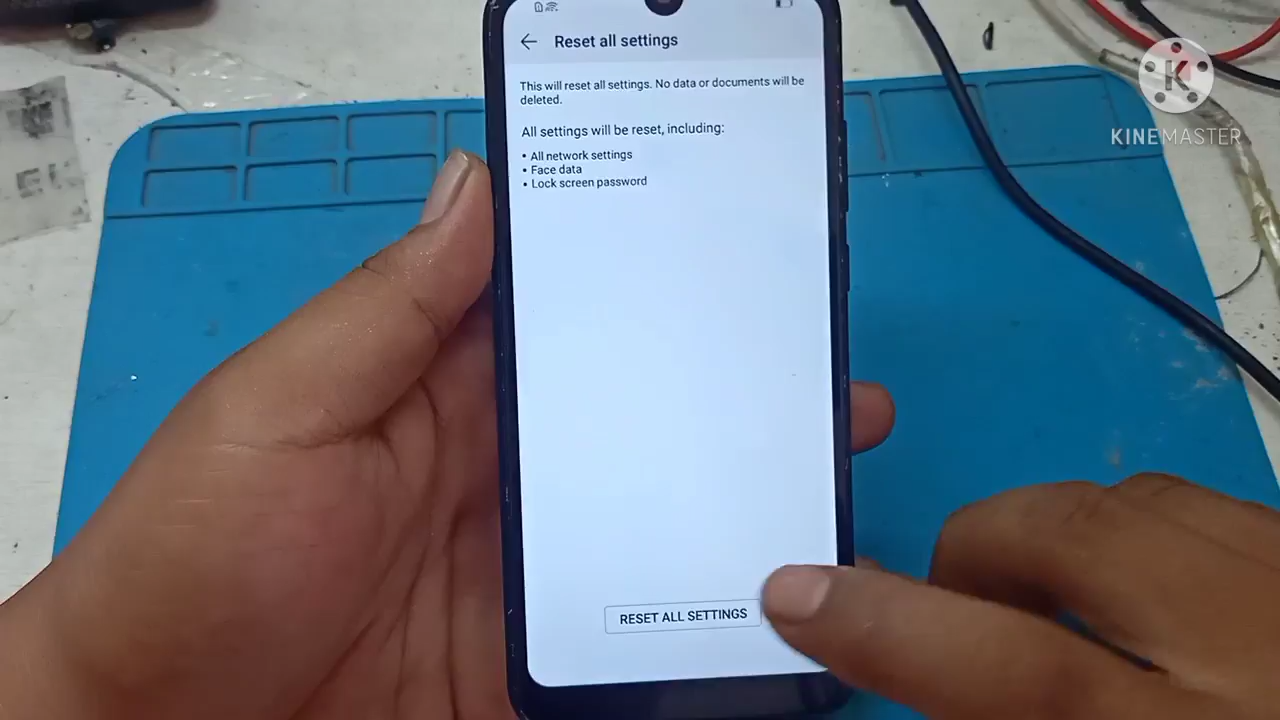 Reset all settings
This will reset all settings. No data or documents will be
deleted.
All settings will be reset, including:
• All network settings
• Face data
• Lock screen password
RESET ALL SETTINGS
K
KINEMASTER